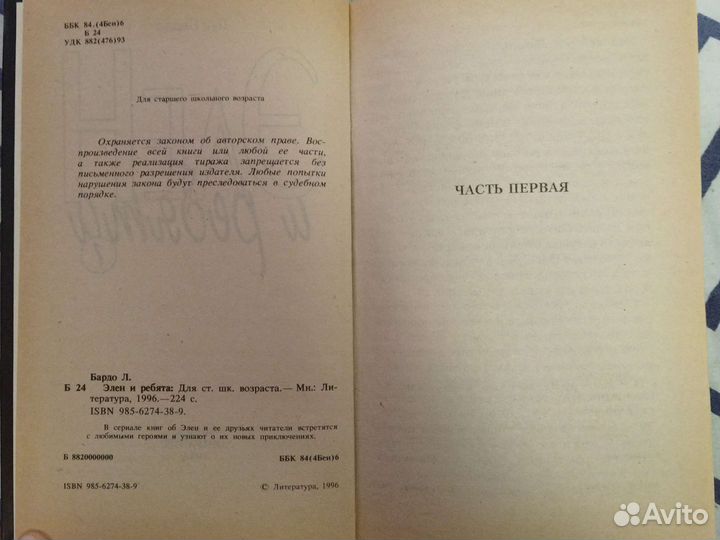 ББК 84.(4Беи)6
Б 24
УДК 882(476)93
Для старшего школьного возраста
Охраняется законом об авторском праве. Вос-
произведение всей книги или любой ее части,
а также реализация тиража запрещается без
письменного разрешения издателя. Любые попытки
нарушения закона будут преследоваться в судебном
порядке.
Бардо Л.
Б 24 Элен и ребята: Для ст. шк. возраста.— Мн.: Ли-
тература, 1996.—224 с.
ISBN 985-6274-38-9.
В сериале книг об Элен и ее друзьях читатели встретятся
с любимыми героями и узнают о их новых приключениях.
Б 8820000000 ББК 84(4Беи)6
ISBN 985-6274-38-9 © Литература, 1996
ЧАСТЬ ПЕРВАЯ
Avito